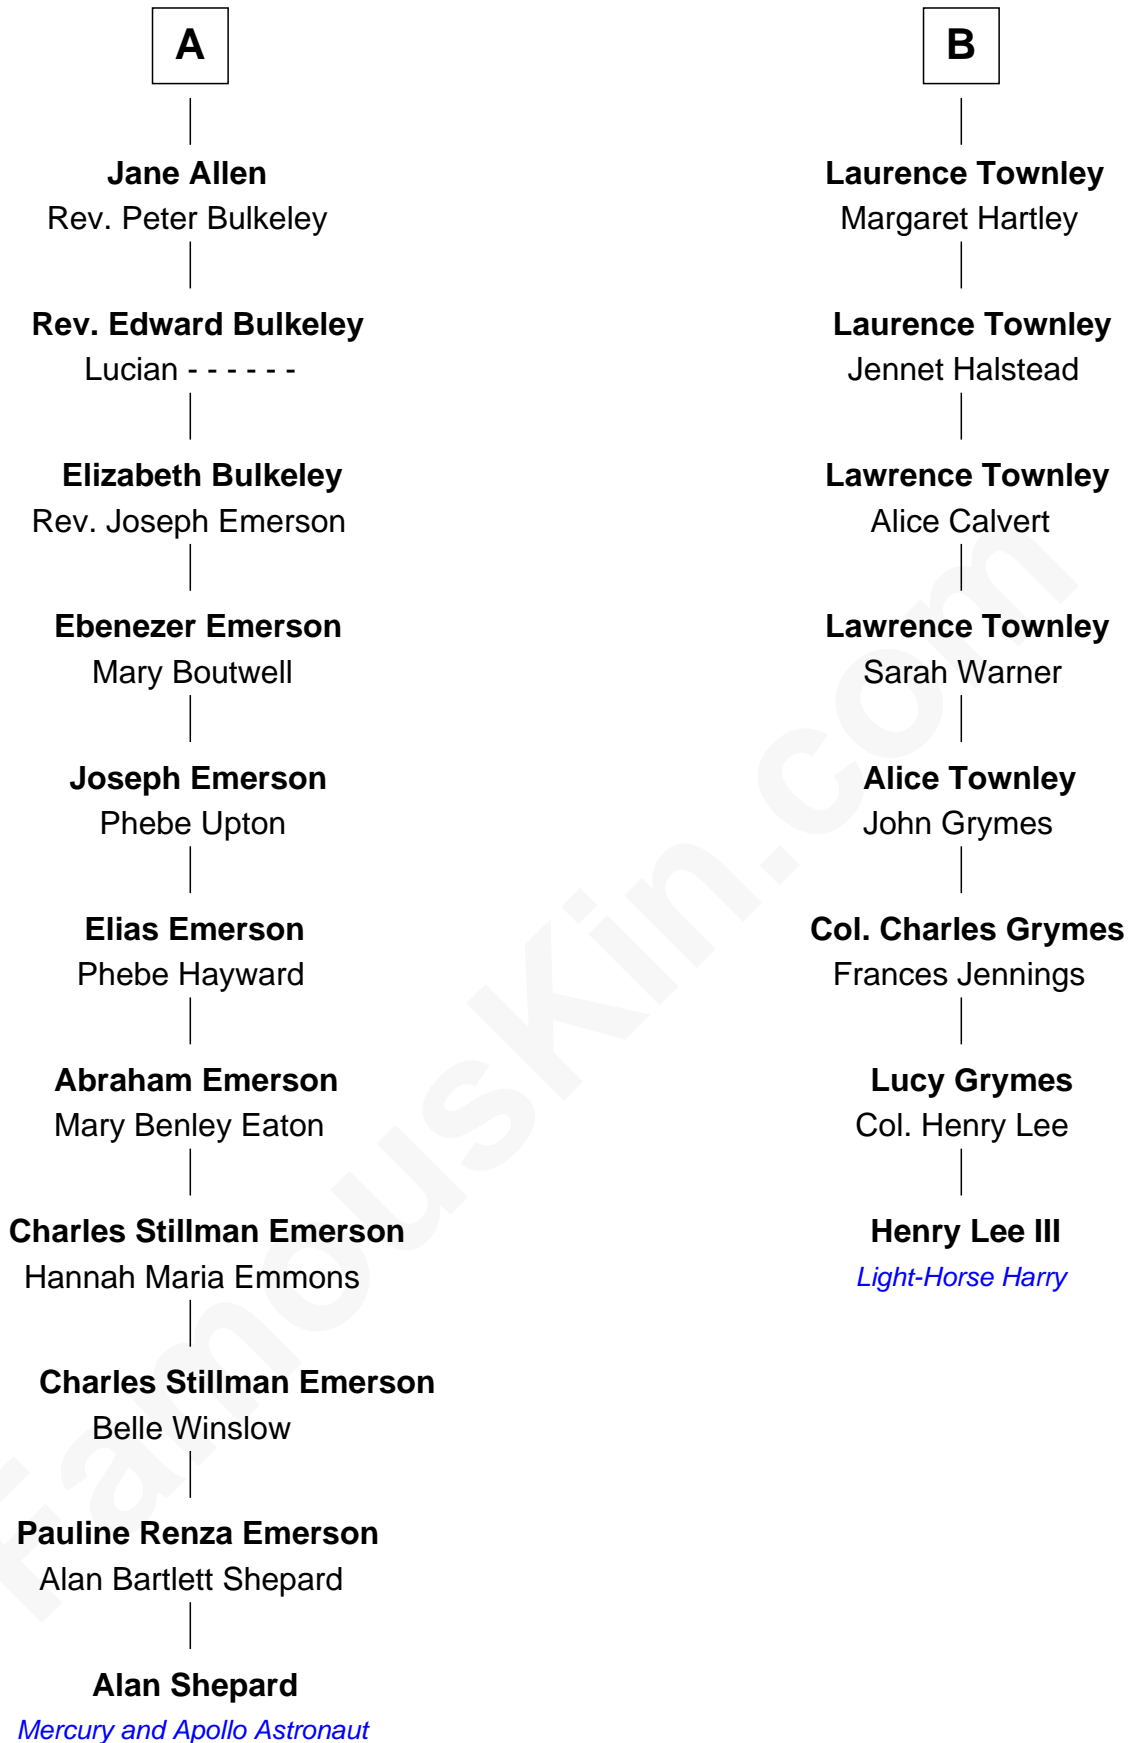 A
Jane Allen
Rev. Peter Bulkeley
Rev. Edward Bulkeley
Lucian - - - - - -
Elizabeth Bulkeley
Rev. Joseph Emerson
Ebenezer Emerson
Mary Boutwell
Joseph Emerson
Phebe Upton
Elias Emerson
Phebe Hayward
Abraham Emerson
Mary Benley Eaton
Charles Stillman Emerson
Hannah Maria Emmons
Charles Stillman Emerson
Belle Winslow
Pauline Renza Emerson
Alan Bartlett Shepard
Alan Shepard
Mercury and Apollo Astronaut
B
Laurence Townley
Margaret Hartley
Laurence Townley
Jennet Halstead
Lawrence Townley
Alice Calvert
Lawrence Townley
Sarah Warner
Alice Townley
John Grymes
Col. Charles Grymes
Frances Jennings
Lucy Grymes
Col. Henry Lee
Henry Lee III
Light-Horse Harry
FamousKin.com